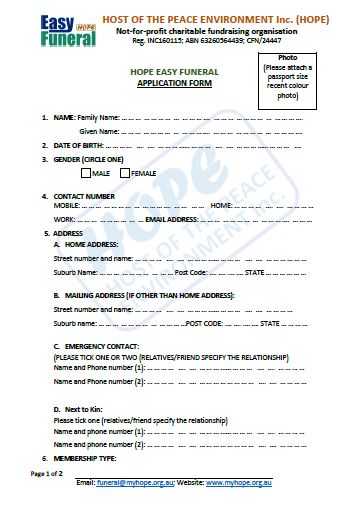 Easy
Funeral
HOST OF THE PEACE ENVIRONMENT Inc. (HOPE)
Not-for-profit charitable fundraising organisation
Reg. INC160115; ABN 63260564439; CFN/24447
Photo
(Please attach a
passport size
recent colour
photo)
HOPE EASY FUNERAL
APPLICATION FORM
1. NAME: Family Name: ………………………………………………
Given Name: ………………………………………………
2. DATE OF BIRTH: ………………………………………………
3. GENDER (CIRCLE ONE)
MALE FEMALE
4. CONTACT NUMBER
MOBILE: ……………………………… HOME: ………………………
WORK: ……………………… EMAIL ADDRESS: ………………………
5. ADDRESS
A. HOME ADDRESS:
Street number and name: ………………………………………………
Suburb Name: ……………………… Post Code: ……………… STATE ……………
B. MAILING ADDRESS (IF OTHER THAN HOME ADDRESS):
Street number and name: ………………………………………………
Suburb name: ………………………POST CODE: ……………… STATE ……………
C. EMERGENCY CONTACT:
(PLEASE TICK ONE OR TWO (RELATIVES/FRIEND SPECIFY THE RELATIONSHIP)
Name and Phone number (1): ………………………………………………
Name and Phone number (2): ………………………………………………
D. Next to Kin:
Please tick one (relatives/friend specify the relationship)
Name and phone number (1): ………………………………………………
Name and phone number (2): ………………………………………………
6. MEMBERSHIP TYPE:
Page 1 of 2
Email: funeral@myhope.org.au; Website: www.myhope.org.au
HOPE
HOST OF THE PEACE
ENVIRONMENT Inc.